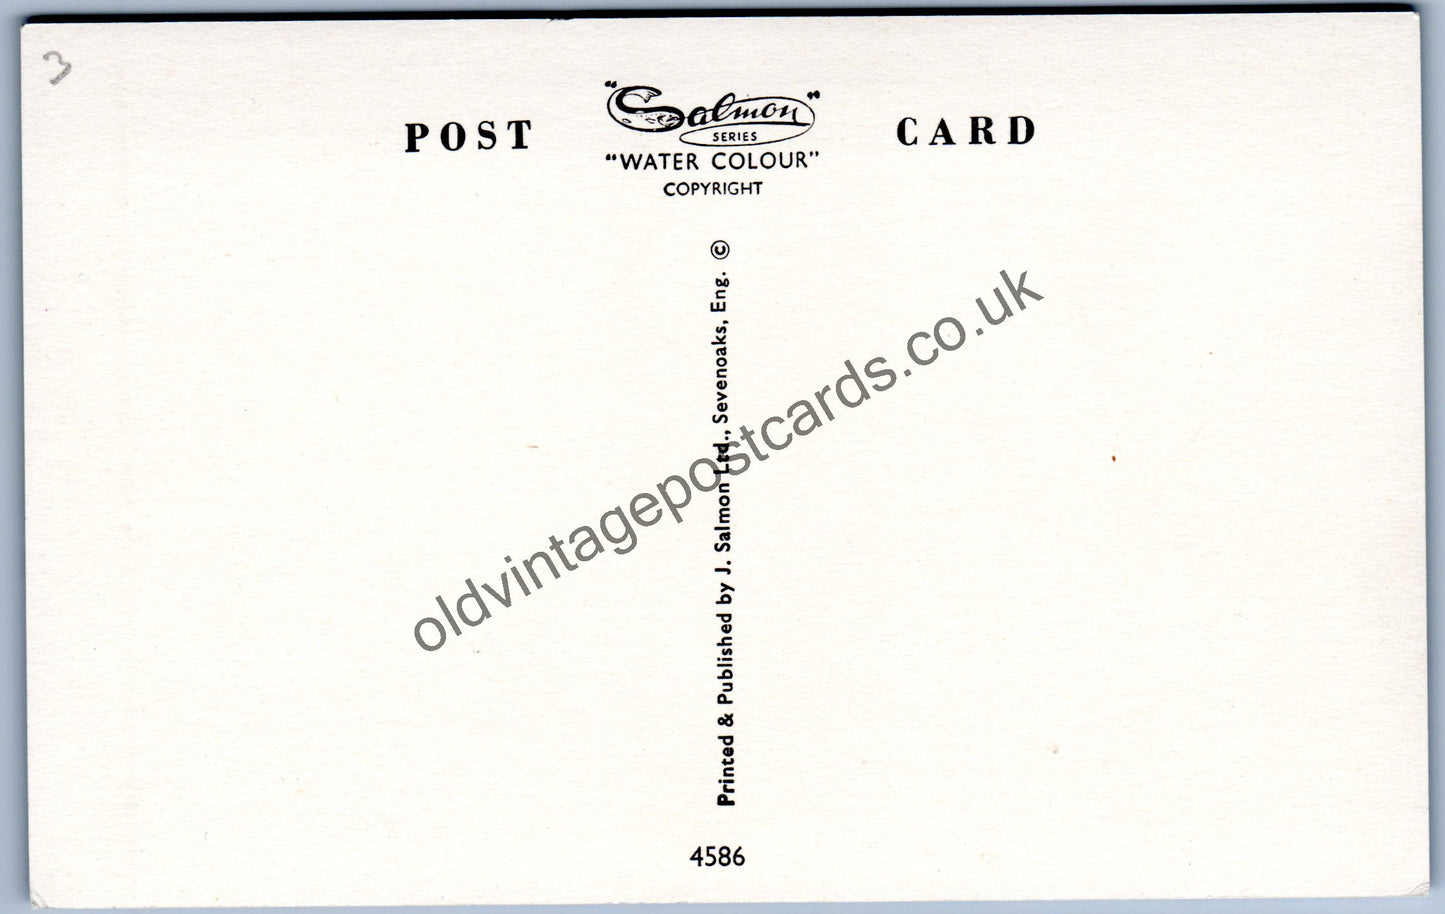 3
POST CARD
"Salmon"
SERIES
"WATER COLOUR"
COPYRIGHT
Printed & Published by J. Salmon Ltd., Sevenoaks, Eng. ©
oldvintagepostcards.co.uk
4586